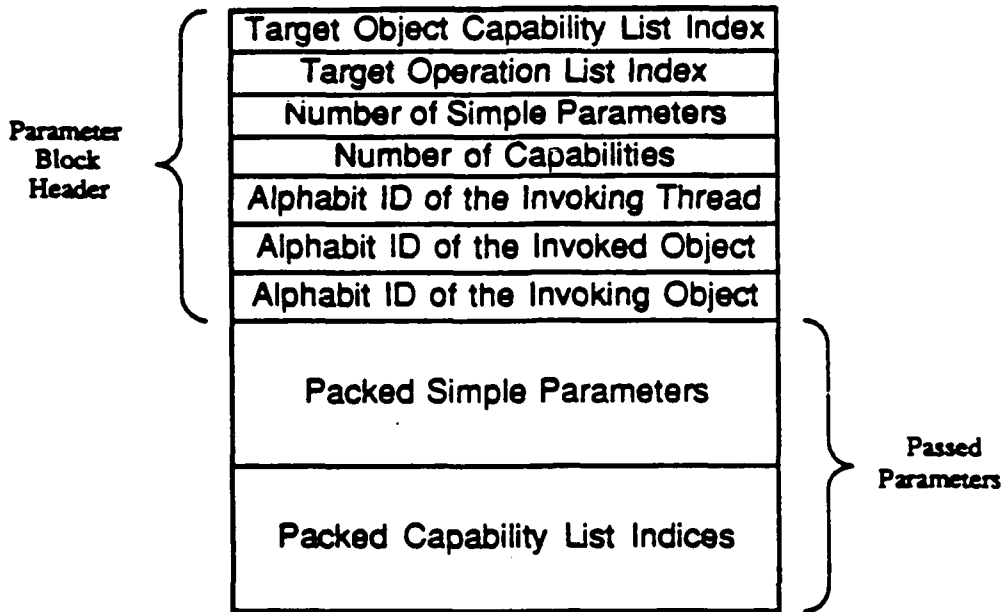 Target Object Capability List Index
Target Operation List Index
Number of Simple Parameters
Number of Capabilities
Alphabit ID of the Invoking Thread
Alphabit ID of the Invoked Object
Alphabit ID of the Invoking Object
Parameter
Block
Header
Packed Simple Parameters
Packed Capability List Indices
Passed
Parameters